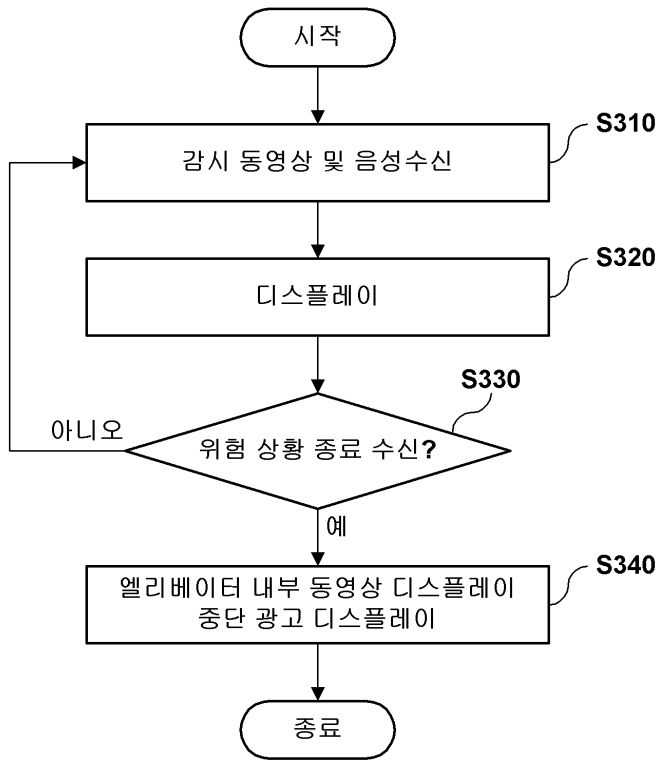 시작
S310
감시 동영상 및 음성수신
S320
디스플레이
S330
아니오
위험 상황 종료 수신?
예
S340
엘리베이터 내부 동영상 디스플레이
중단 광고 디스플레이
종료